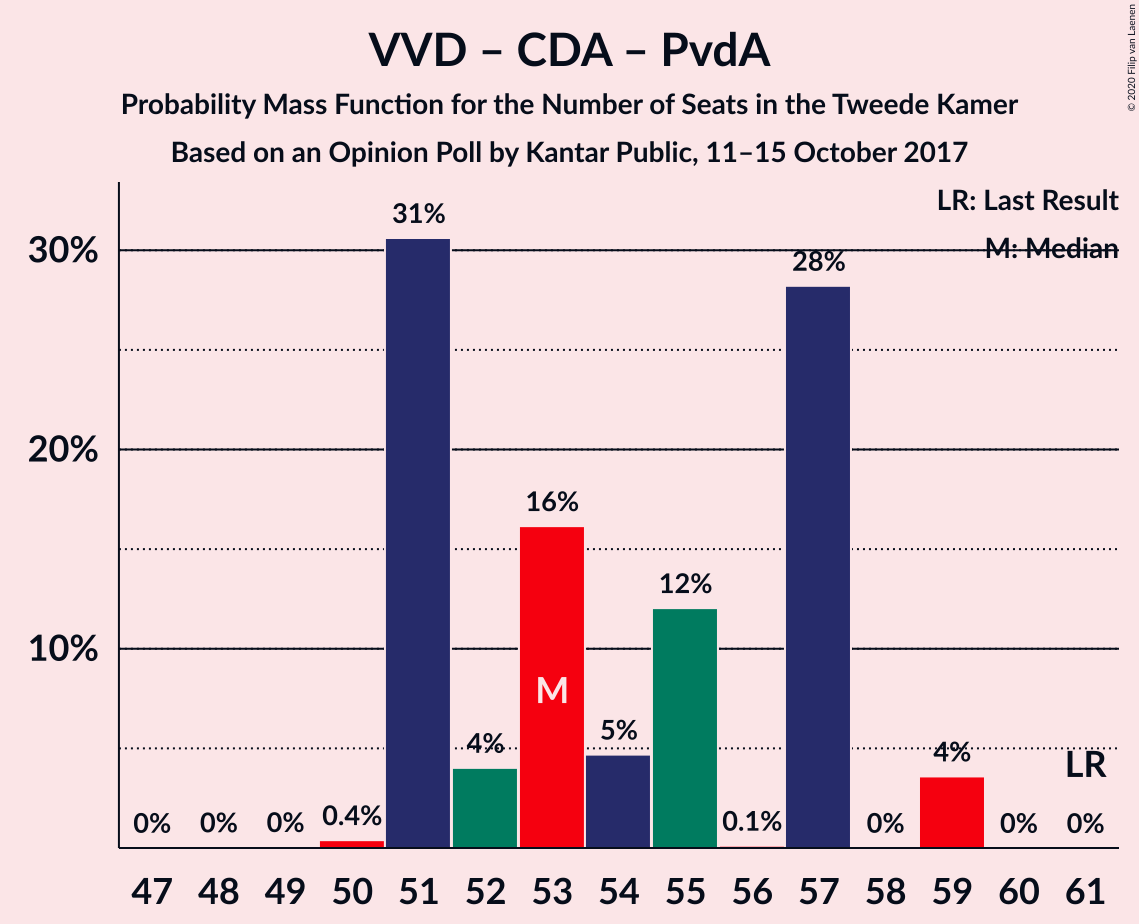 VVD – CDA – PvdA
Probability Mass Function for the Number of Seats in the Tweede Kamer
Based on an Opinion Poll by Kantar Public, 11–15 October 2017
© 2020 Filip van Laenen
LR: Last Result
M: Median
30%
20%
10%
0%
0%
0%
0.4%
31%
4%
16%
5%
12%
0.1%
28%
0%
4%
0%
0%
M
LR
47 48 49 50 51 52 53 54 55 56 57 58 59 60 61